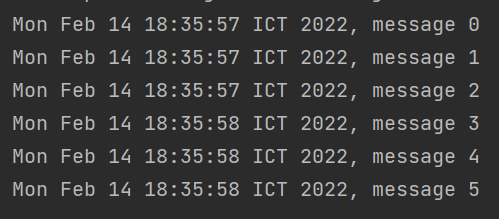 Mon Feb 14 18:35:57 ICT 2022, message 0
Mon Feb 14 18:35:57 ICT 2022, message 1
Mon Feb 14 18:35:57 ICT 2022, message 2
Mon Feb 14 18:35:58 ICT 2022, message 3
Mon Feb 14 18:35:58 ICT 2022, message 4
Mon Feb 14 18:35:58 ICT 2022, message 5